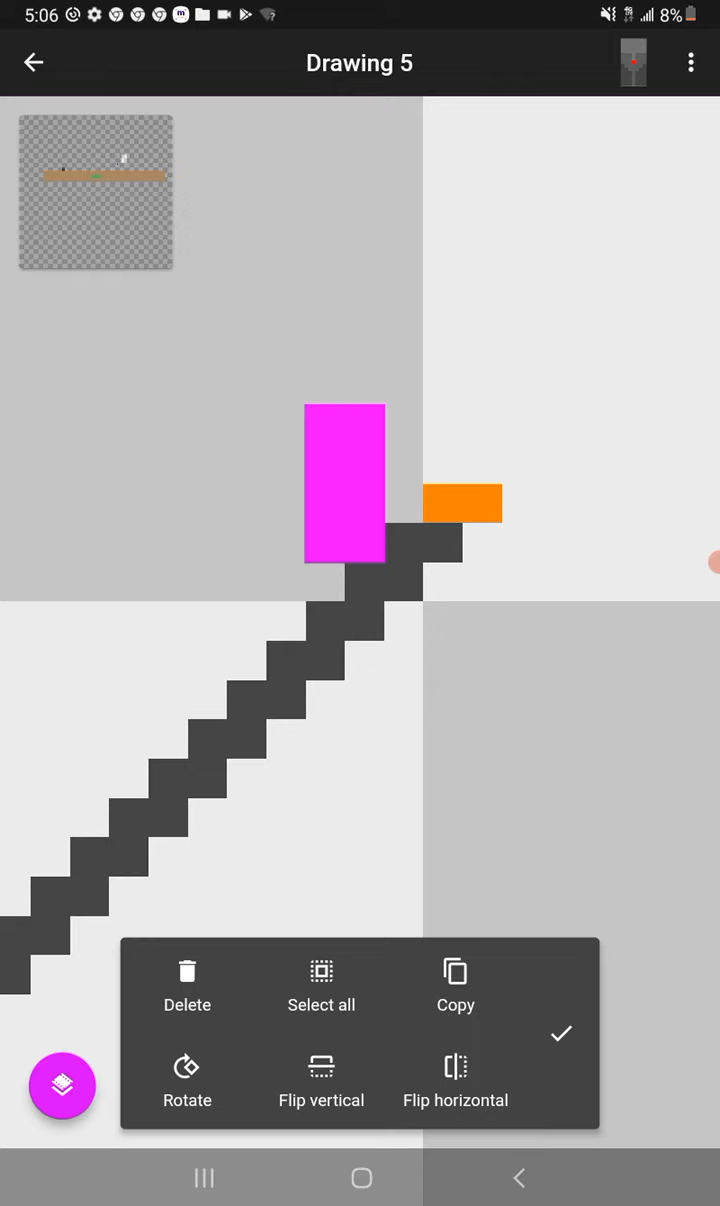 5:06 8%
Drawing 5
Delete Select all Copy
Rotate Flip vertical Flip horizontal